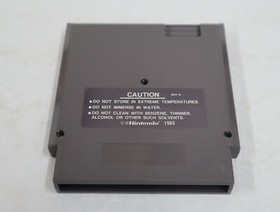 CAUTION
• DO NOT STORE IN EXTREME TEMPERATURES.
• DO NOT IMMERSE IN WATER.
• DO NOT CLEAN WITH BENZENE, THINNER,
ALCOHOL OR OTHER SUCH SOLVENTS.
Nintendo 1985